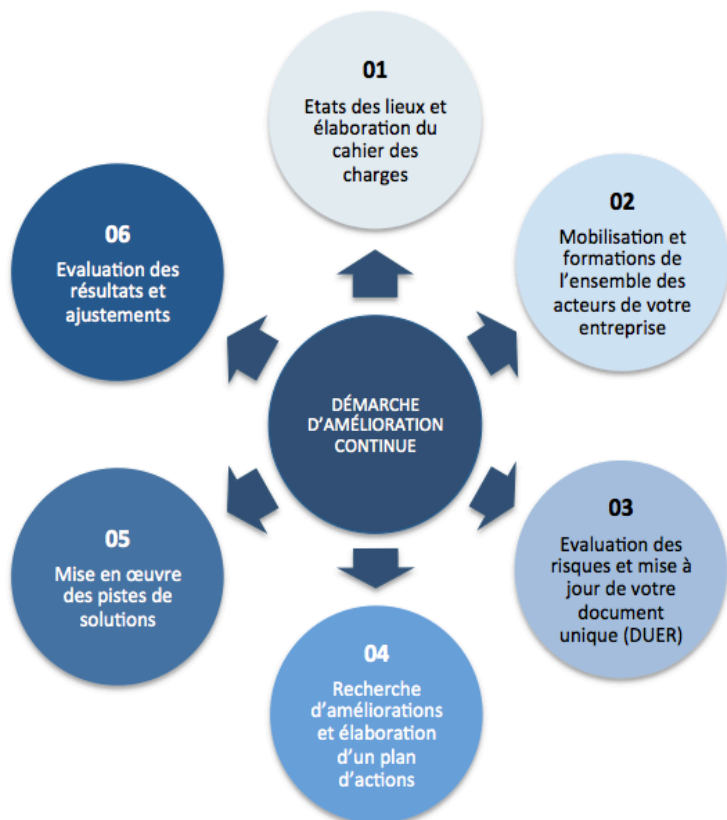 01
Etats des lieux et
élaboration du
cahier des
charges
02
Mobilisation et
formations de
l'ensemble des
acteurs de votre
entreprise
03
Evaluation des
risques et mise à
jour de votre
document
unique (DUER)
04
Recherche
d'améliorations
et élaboration
d'un plan
d'actions
05
Mise en œuvre
des pistes de
solutions
06
Evaluation des
résultats et
ajustements
DÉMARCHE
D'AMÉLIORATION
CONTINUE